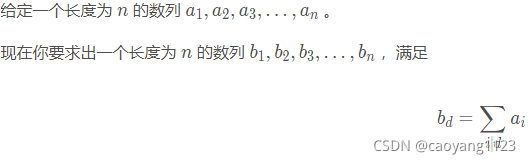 给定一个长度为 n 的数列 a₁, a₂, a₃, …, aₙ 。
现在你要求出一个长度为 n 的数列 b₁, b₂, b₃, …, bₙ ，满足
b_d = ∑ aᵢ
CSDN @caoyang1123